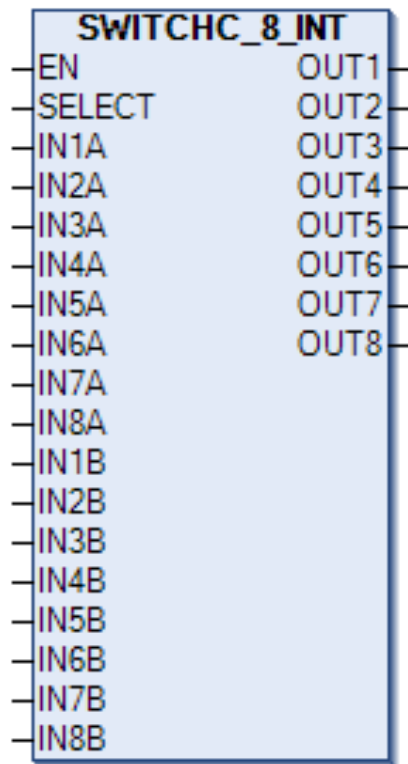 SWITCHC_8_INT
EN OUT1
SELECT OUT2
IN1A OUT3
IN2A OUT4
IN3A OUT5
IN4A OUT6
IN5A OUT7
IN6A OUT8
IN7A
IN8A
IN1B
IN2B
IN3B
IN4B
IN5B
IN6B
IN7B
IN8B